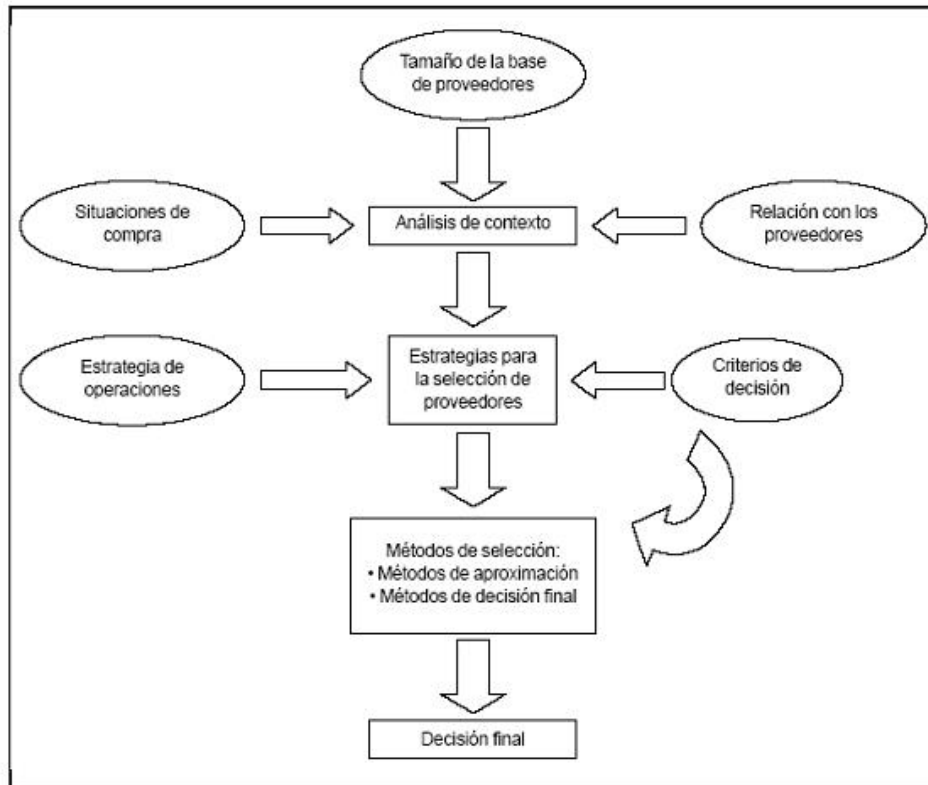 Tamaño de la base
de proveedores
Situaciones de
compra
Análisis de contexto
Relación con los
proveedores
Estrategia de
operaciones
Estrategias para
la selección de
proveedores
Criterios de
decisión
Métodos de selección:
• Métodos de aproximación
• Métodos de decisión final
Decisión final